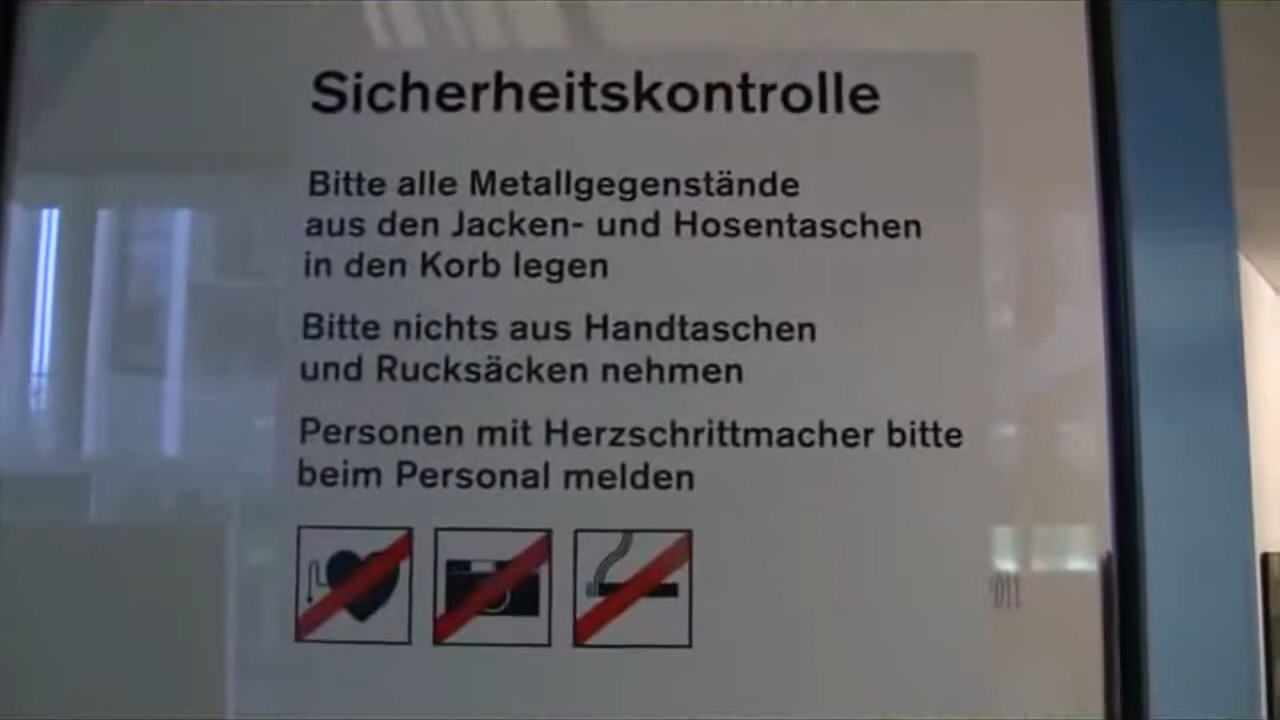 Sicherheitskontrolle
Bitte alle Metallgegenstände
aus den Jacken- und Hosentaschen
in den Korb legen
Bitte nichts aus Handtaschen
und Rucksäcken nehmen
Personen mit Herzschrittmacher bitte
beim Personal melden